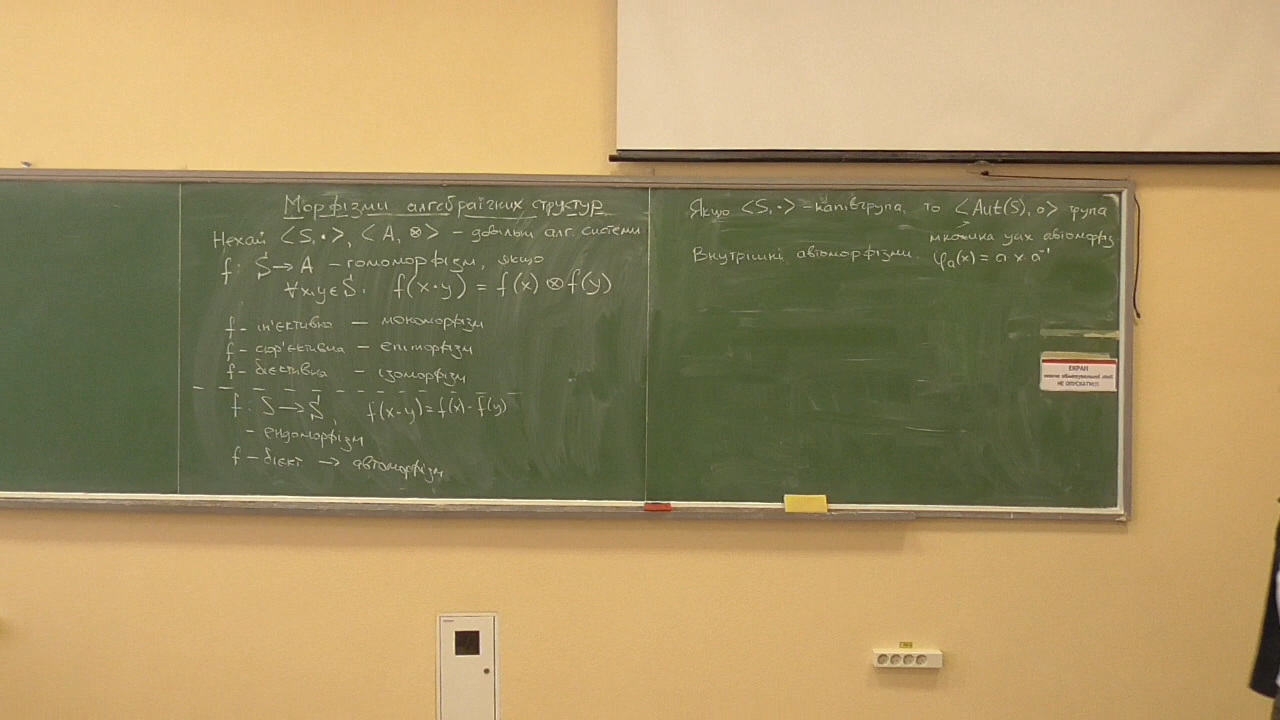 Морфізми алгебраїчних структур
Нехай <S, •>, <A, ⊗> – довільні алг. системи
f: S → A – гомоморфізм, якщо
∀x,y∈S: f(x•y) = f(x) ⊗ f(y)
f – ін'єктивна – мономорфізм
f – сюр'єктивна – епіморфізм
f – бієктивна – ізоморфізм
f: S → S f(x•y) = f(x)•f(y)
– ендоморфізм
f – бієкт → автоморфізм
Якщо <S, •> – напівгрупа, то <Aut(S), ∘> група
множина усіх автоморфіз
Внутрішні автоморфізми. φₐ(x) = a x a⁻¹
ЕКРАН
НЕ ОПУСКАТИ!!!